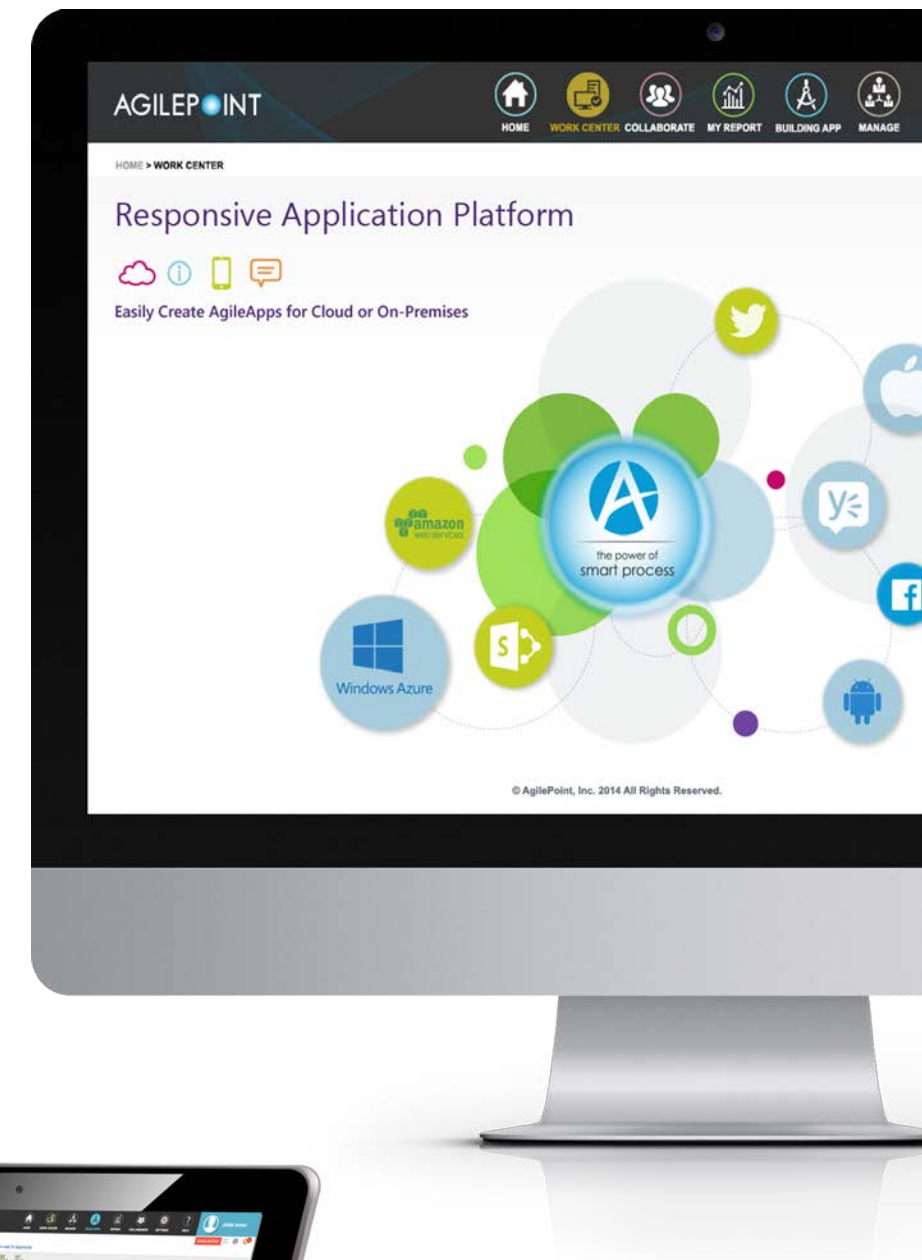 AGILEPOINT
HOME WORK CENTER COLLABORATE MY REPORT BUILDING APP MANAGE
HOME > WORK CENTER
Responsive Application Platform
Easily Create AgileApps for Cloud or On-Premises
amazon
web services
the power of
smart process
S
Windows Azure
© AgilePoint, Inc. 2014 All Rights Reserved.